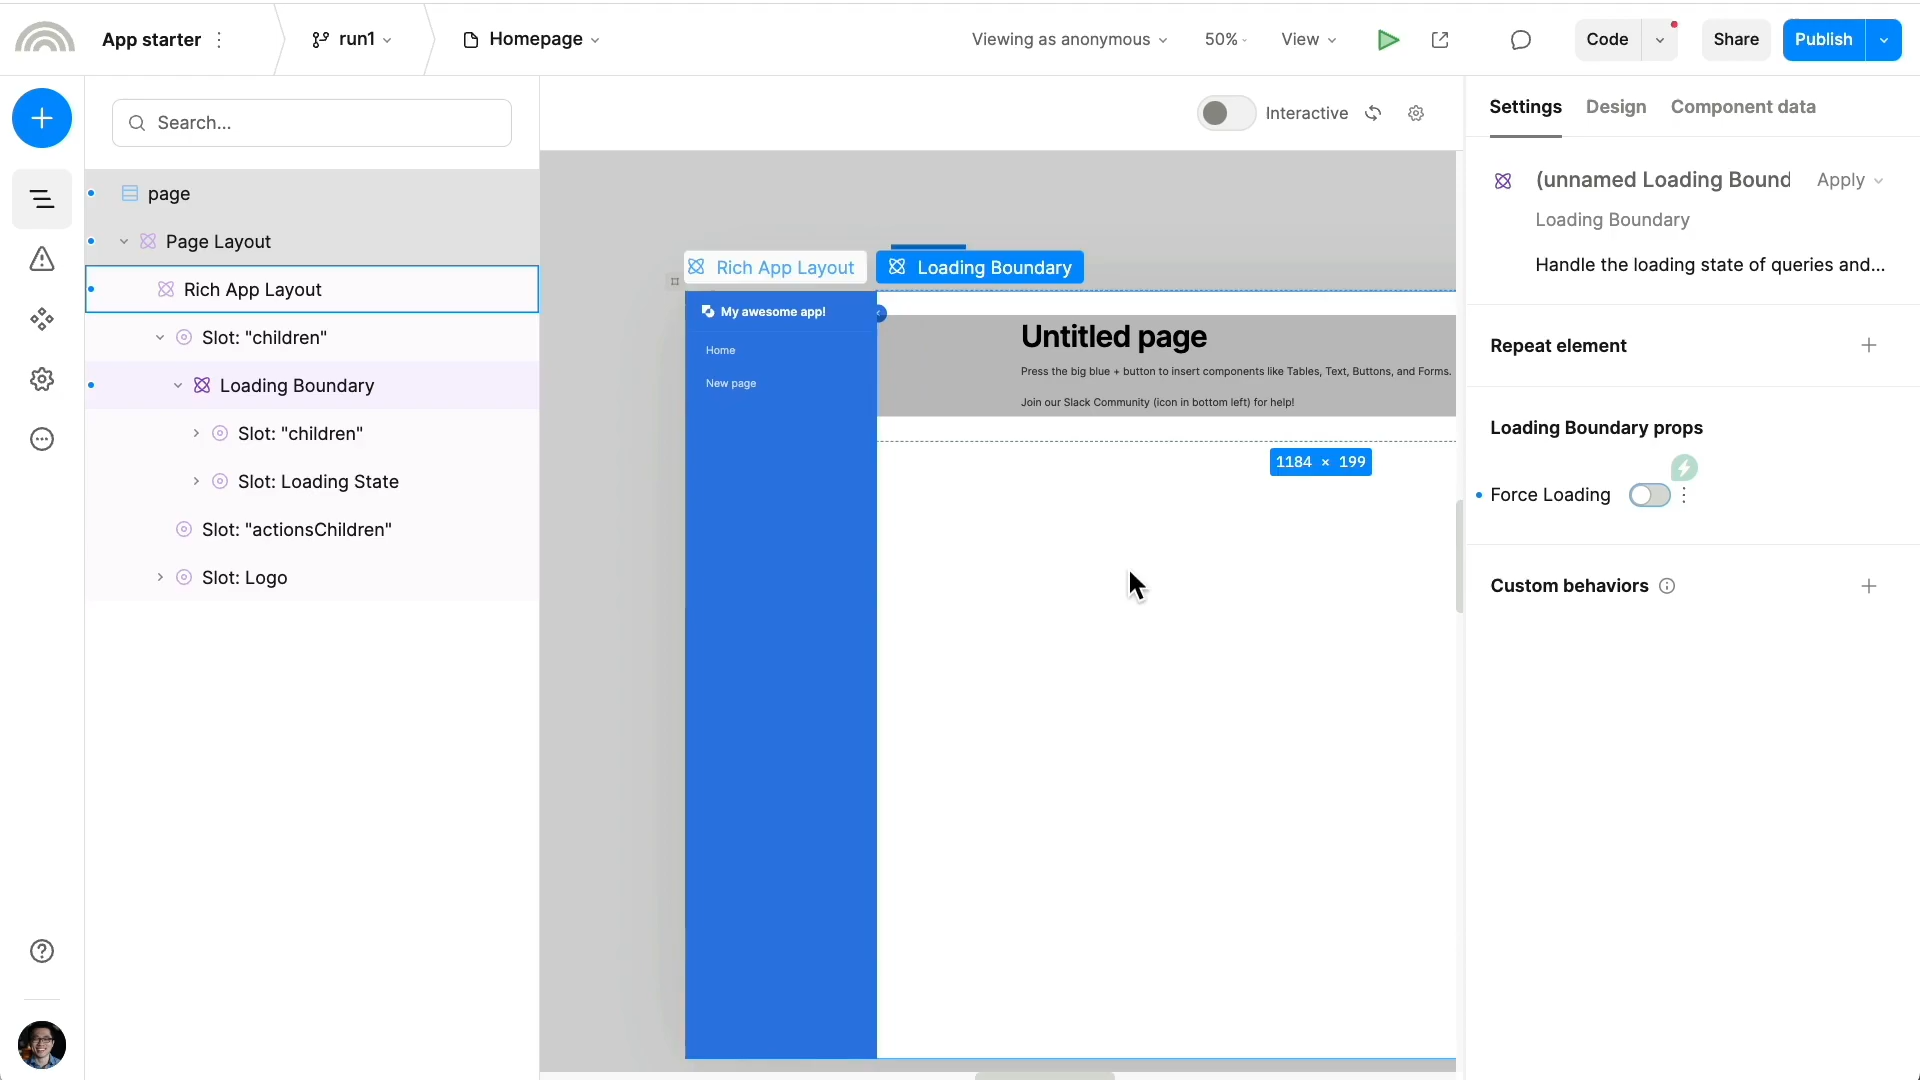 App starter
run1
Homepage
Viewing as anonymous
50%
View
Code
Share
Publish
Search...
Interactive
Settings
Design
Component data
page
Page Layout
Rich App Layout
Slot: "children"
Loading Boundary
Slot: "children"
Slot: Loading State
Slot: "actionsChildren"
Slot: Logo
Rich App Layout
Loading Boundary
My awesome app!
Home
New page
Untitled page
Press the big blue + button to insert components like Tables, Text, Buttons, and Forms.
Join our Slack Community (icon in bottom left) for help!
1184 × 199
(unnamed Loading Bound
Apply
Loading Boundary
Handle the loading state of queries and...
Repeat element
Loading Boundary props
Force Loading
Custom behaviors